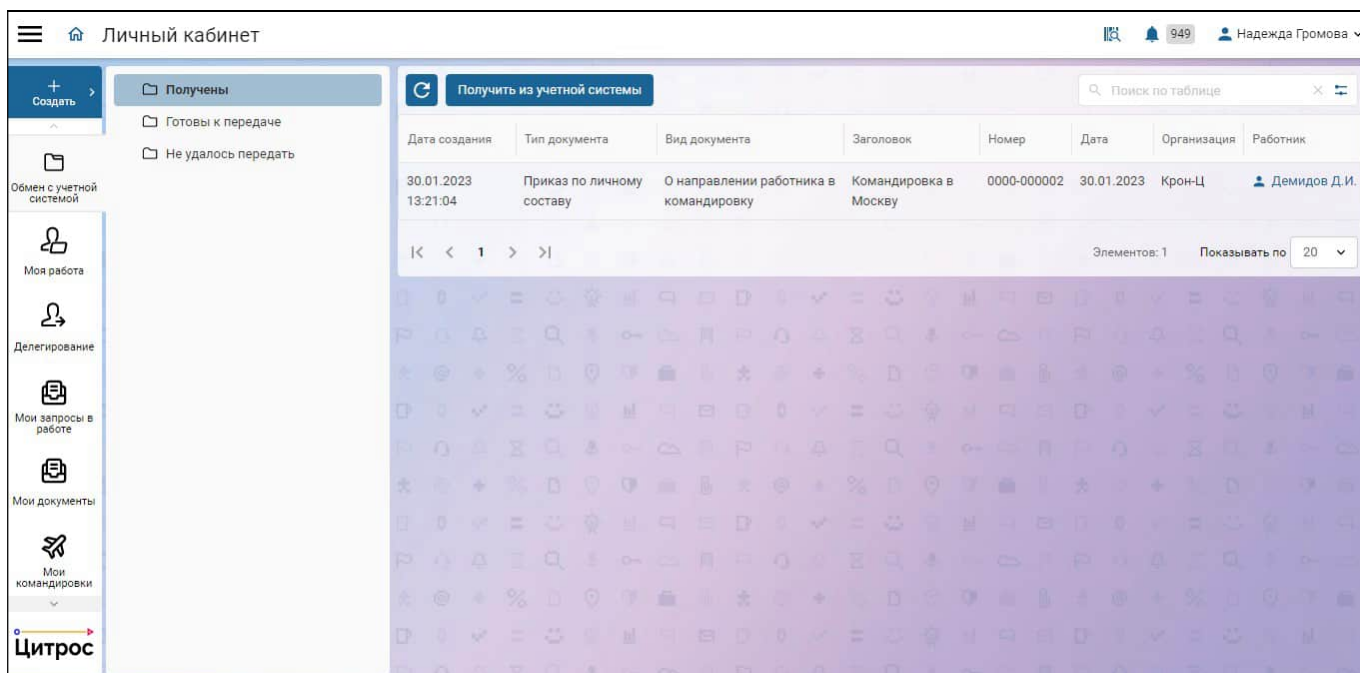 Личный кабинет
949
Надежда Громова
Создать
Обмен с учетной
системой
Моя работа
Делегирование
Мои запросы в
работе
Мои документы
Мои
командировки
Цитрос
Получены
Готовы к передаче
Не удалось передать
Получить из учетной системы
Поиск по таблице
Дата создания Тип документа Вид документа Заголовок Номер Дата Организация Работник
30.01.2023 Приказ по личному О направлении работника в Командировка в 0000-000002 30.01.2023 Крон-Ц Демидов Д.И.
13:21:04 составу командировку Москву
1 Элементов: 1 Показывать по 20